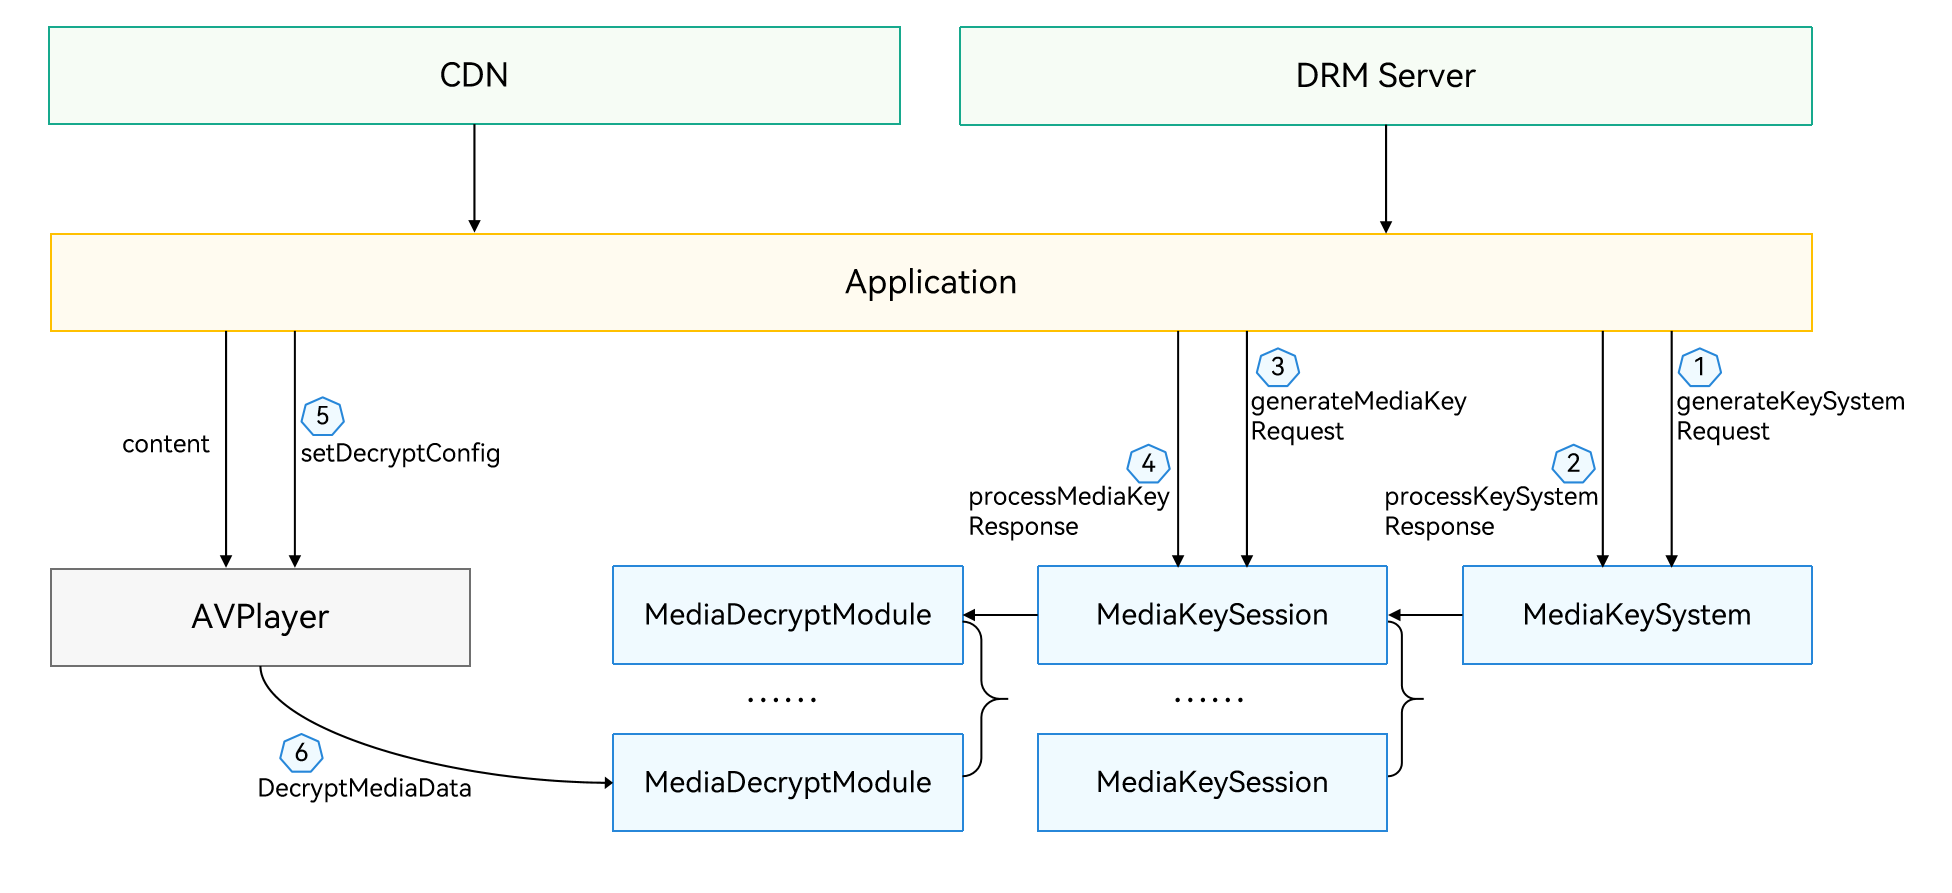 CDN
DRM Server
Application
content
5
setDecryptConfig
3
generateMediaKey
Request
4
processMediaKey
Response
1
generateKeySystem
Request
2
processKeySystem
Response
AVPlayer
MediaDecryptModule
MediaKeySession
MediaKeySystem
......
......
6
DecryptMediaData
MediaDecryptModule
MediaKeySession